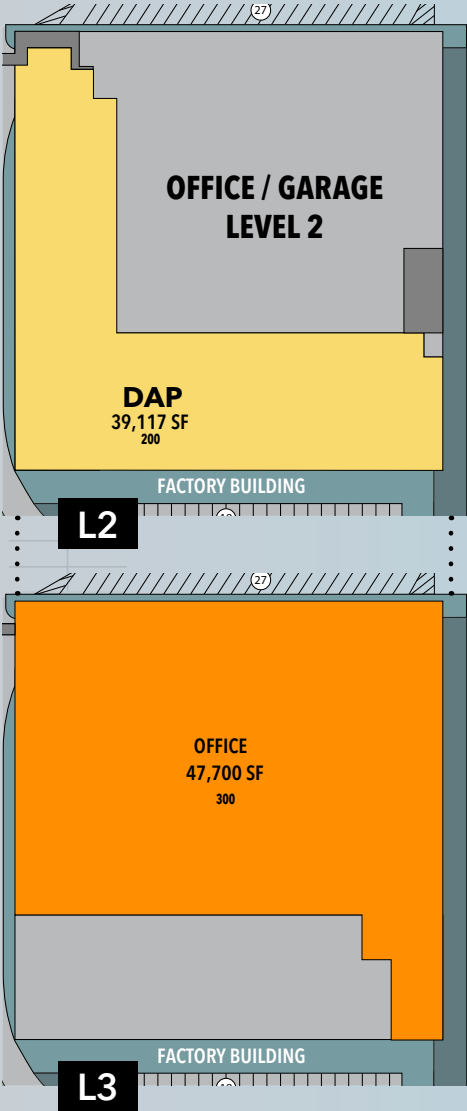 27
OFFICE / GARAGE
LEVEL 2
DAP
39,117 SF
200
FACTORY BUILDING
L2
27
OFFICE
47,700 SF
300
FACTORY BUILDING
L3